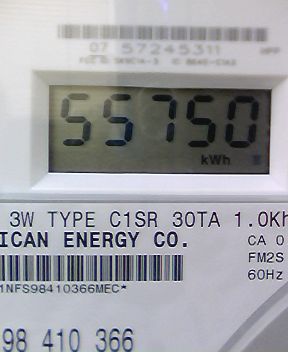 07 57245311
55750
kWh
3W TYPE C1SR 30TA 1.0Kh
ICAN ENERGY CO.
CA 0
FM2S
60Hz
1NFS98410366MEC*
98 410 366